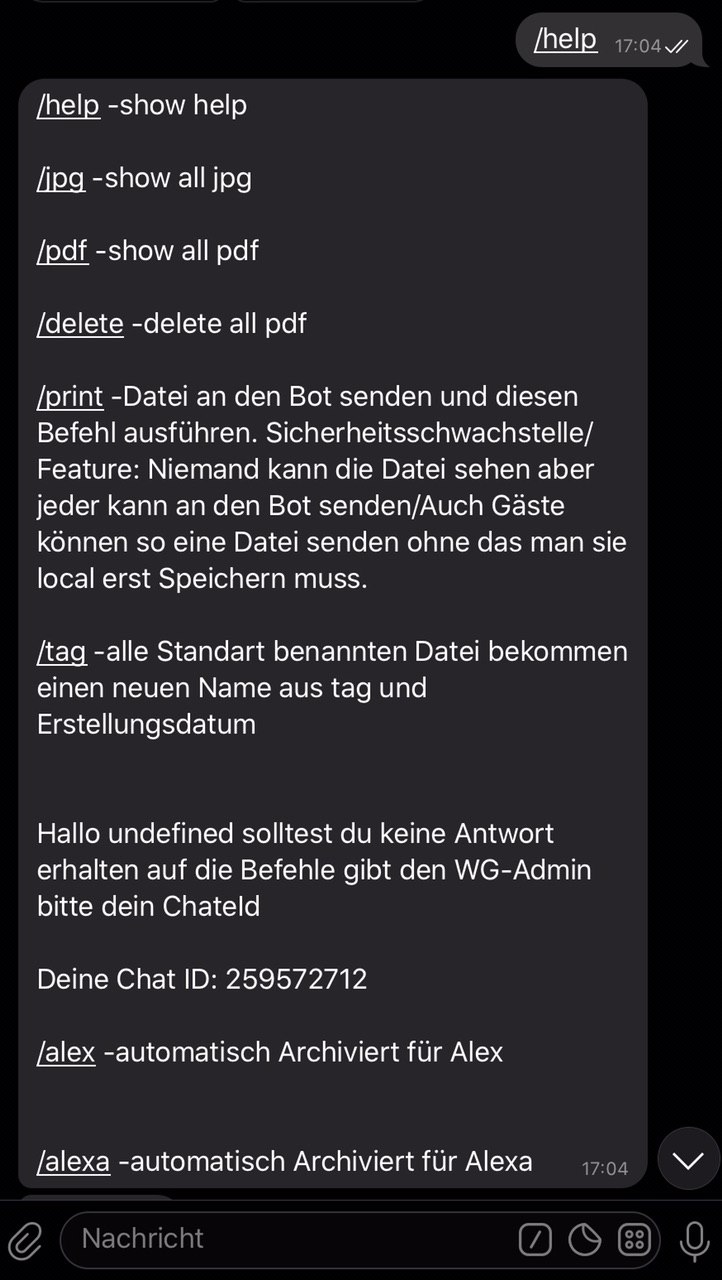 /help 17:04
/help -show help
/jpg -show all jpg
/pdf -show all pdf
/delete -delete all pdf
/print -Datei an den Bot senden und diesen
Befehl ausführen. Sicherheitsschwachstelle/
Feature: Niemand kann die Datei sehen aber
jeder kann an den Bot senden/Auch Gäste
können so eine Datei senden ohne das man sie
local erst Speichern muss.
/tag -alle Standart benannten Datei bekommen
einen neuen Name aus tag und
Erstellungsdatum
Hallo undefined solltest du keine Antwort
erhalten auf die Befehle gibt den WG-Admin
bitte dein ChateId
Deine Chat ID: 259572712
/alex -automatisch Archiviert für Alex
/alexa -automatisch Archiviert für Alexa 17:04
Nachricht